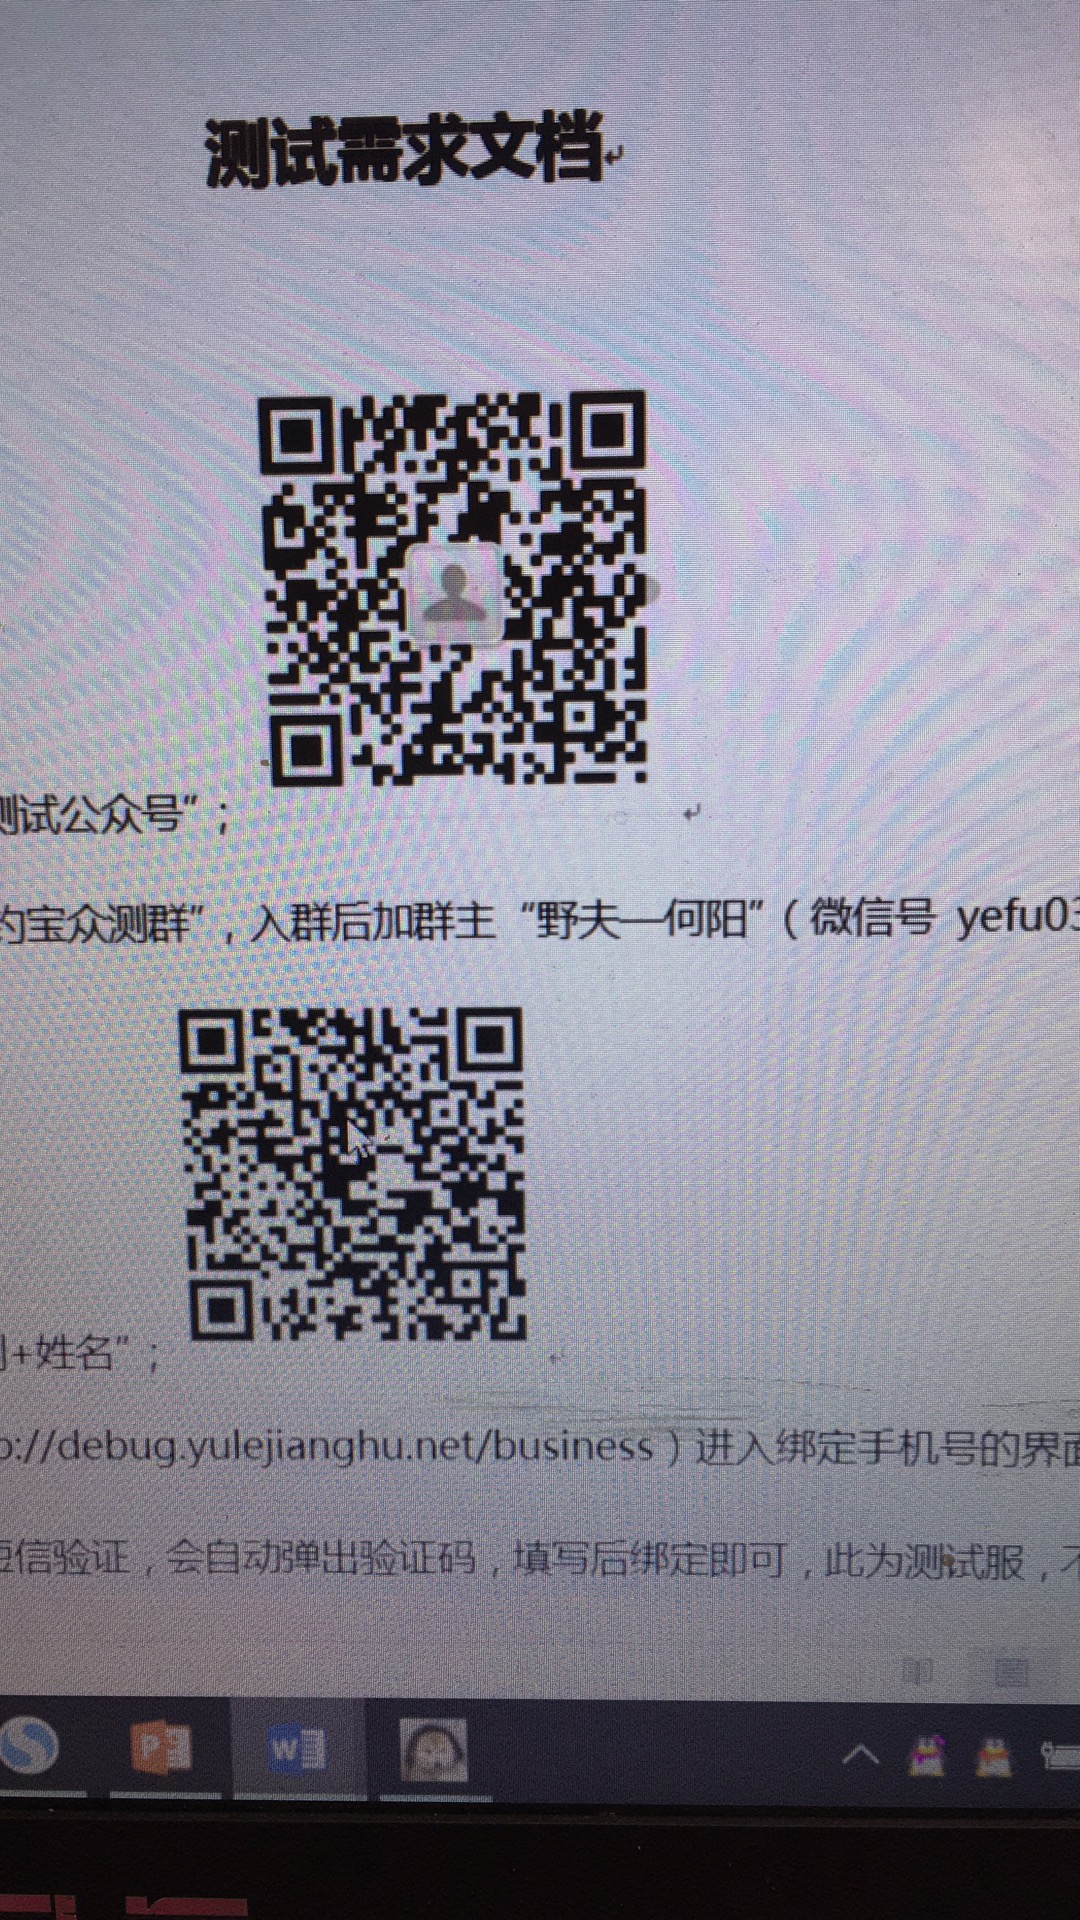 测试需求文档
测试公众号”；
约宝众测群”，入群后加群主“野夫—何阳”（微信号 yefu03
+姓名”；
p://debug.yulejianghu.net/business）进入绑定手机号的界面
短信验证，会自动弹出验证码，填写后绑定即可，此为测试服，不